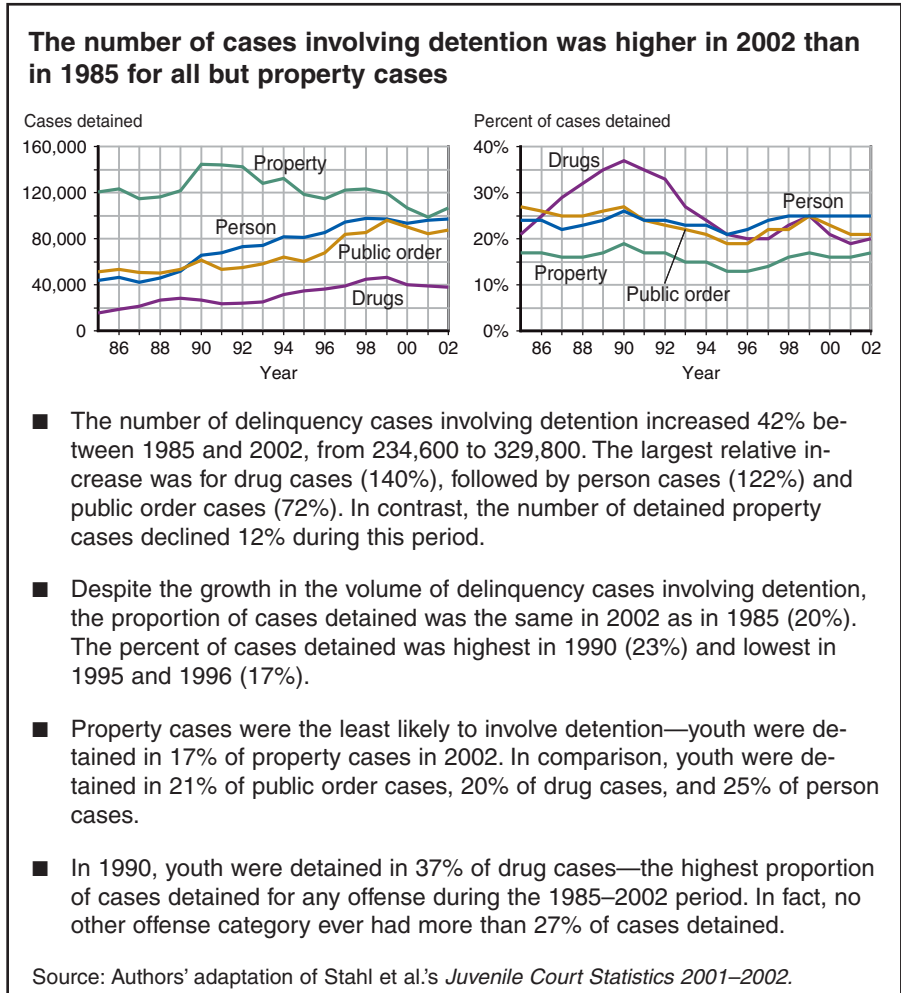 The number of cases involving detention was higher in 2002 than
in 1985 for all but property cases
Cases detained
160,000
120,000
80,000
40,000
0
Property
Person
Public order
Drugs
86 88 90 92 94 96 98 00 02
Year
Percent of cases detained
40%
30%
20%
10%
0%
Drugs
Person
Property
Public order
86 88 90 92 94 96 98 00 02
Year
■ The number of delinquency cases involving detention increased 42% be-
tween 1985 and 2002, from 234,600 to 329,800. The largest relative in-
crease was for drug cases (140%), followed by person cases (122%) and
public order cases (72%). In contrast, the number of detained property
cases declined 12% during this period.
■ Despite the growth in the volume of delinquency cases involving detention,
the proportion of cases detained was the same in 2002 as in 1985 (20%).
The percent of cases detained was highest in 1990 (23%) and lowest in
1995 and 1996 (17%).
■ Property cases were the least likely to involve detention—youth were de-
tained in 17% of property cases in 2002. In comparison, youth were de-
tained in 21% of public order cases, 20% of drug cases, and 25% of person
cases.
■ In 1990, youth were detained in 37% of drug cases—the highest proportion
of cases detained for any offense during the 1985–2002 period. In fact, no
other offense category ever had more than 27% of cases detained.
Source: Authors’ adaptation of Stahl et al.’s Juvenile Court Statistics 2001–2002.